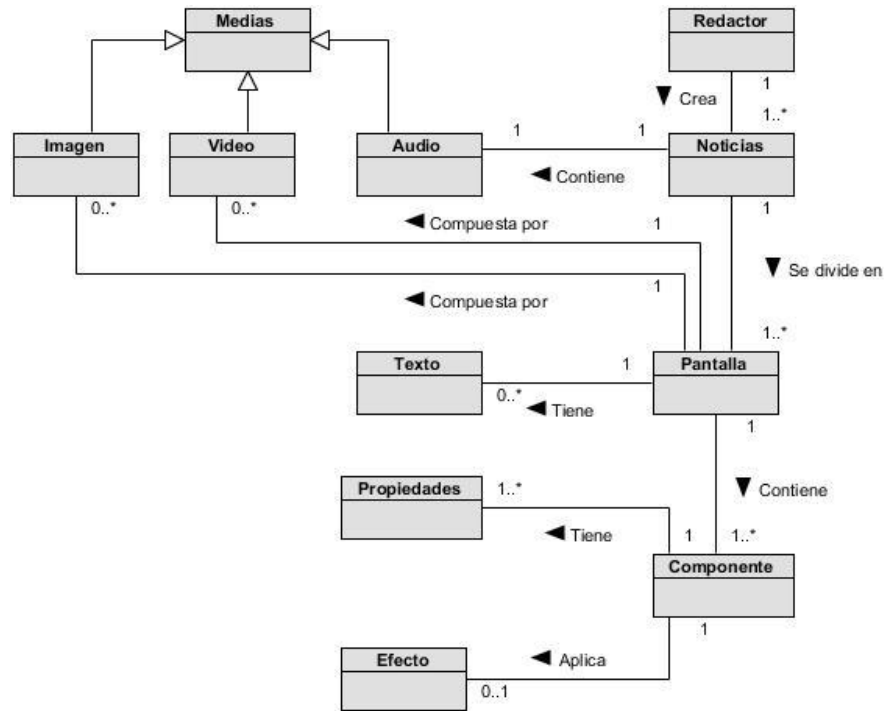 Medias
Redactor
1
Crea
1..*
Imagen
Video
Audio
1
1
Noticias
Contiene
0..*
0..*
1
Compuesta por
1
Se divide en
1
Compuesta por
1..*
Texto
1
Pantalla
0..*
Tiene
1
Propiedades
1..*
Contiene
Tiene
1
1..*
Componente
1
Efecto
Aplica
0..1